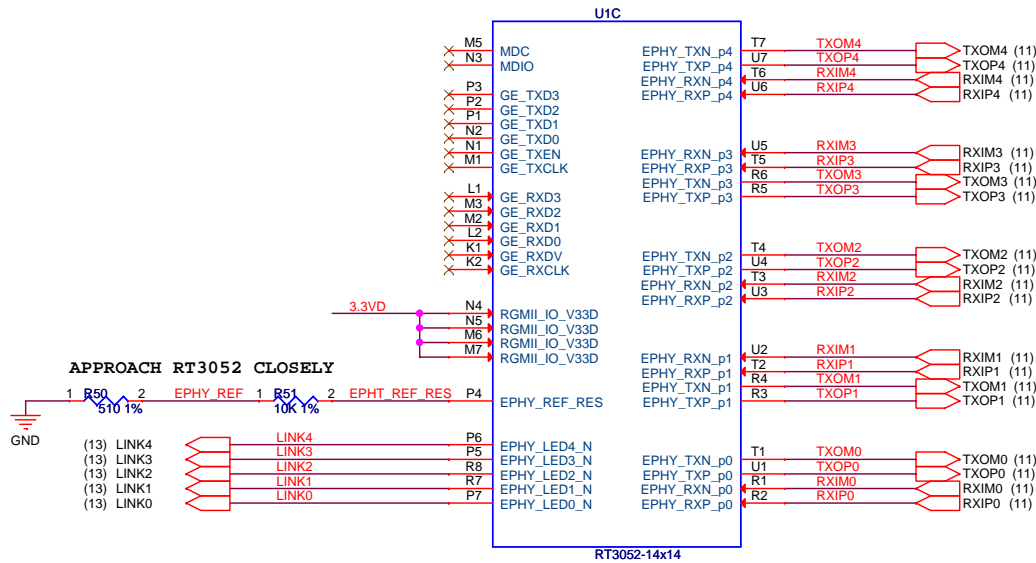 U1C
M5 MDC
N3 MDIO
P3 GE_TXD3
P2 GE_TXD2
P1 GE_TXD1
N2 GE_TXD0
N1 GE_TXEN
M1 GE_TXCLK
L1 GE_RXD3
M3 GE_RXD2
M2 GE_RXD1
L2 GE_RXD0
K1 GE_RXDV
K2 GE_RXCLK
3.3VD N4 RGMII_IO_V33D
N5 RGMII_IO_V33D
M6 RGMII_IO_V33D
M7 RGMII_IO_V33D
APPROACH RT3052 CLOSELY
1 R50 2 EPHY_REF 1 R51 2 EPHT_REF_RES P4 EPHY_REF_RES
510 1% 10K 1%
GND
(13) LINK4 LINK4 P6 EPHY_LED4_N
(13) LINK3 LINK3 P5 EPHY_LED3_N
(13) LINK2 LINK2 R8 EPHY_LED2_N
(13) LINK1 LINK1 R7 EPHY_LED1_N
(13) LINK0 LINK0 P7 EPHY_LED0_N
EPHY_TXN_p4 T7 TXOM4 TXOM4 (11)
EPHY_TXP_p4 U7 TXOP4 TXOP4 (11)
EPHY_RXN_p4 T6 RXIM4 RXIM4 (11)
EPHY_RXP_p4 U6 RXIP4 RXIP4 (11)
EPHY_RXN_p3 U5 RXIM3 RXIM3 (11)
EPHY_RXP_p3 T5 RXIP3 RXIP3 (11)
EPHY_TXN_p3 R6 TXOM3 TXOM3 (11)
EPHY_TXP_p3 R5 TXOP3 TXOP3 (11)
EPHY_TXN_p2 T4 TXOM2 TXOM2 (11)
EPHY_TXP_p2 U4 TXOP2 TXOP2 (11)
EPHY_RXN_p2 T3 RXIM2 RXIM2 (11)
EPHY_RXP_p2 U3 RXIP2 RXIP2 (11)
EPHY_RXN_p1 U2 RXIM1 RXIM1 (11)
EPHY_RXP_p1 T2 RXIP1 RXIP1 (11)
EPHY_TXN_p1 R4 TXOM1 TXOM1 (11)
EPHY_TXP_p1 R3 TXOP1 TXOP1 (11)
EPHY_TXN_p0 T1 TXOM0 TXOM0 (11)
EPHY_TXP_p0 U1 TXOP0 TXOP0 (11)
EPHY_RXN_p0 R1 RXIM0 RXIM0 (11)
EPHY_RXP_p0 R2 RXIP0 RXIP0 (11)
RT3052-14x14